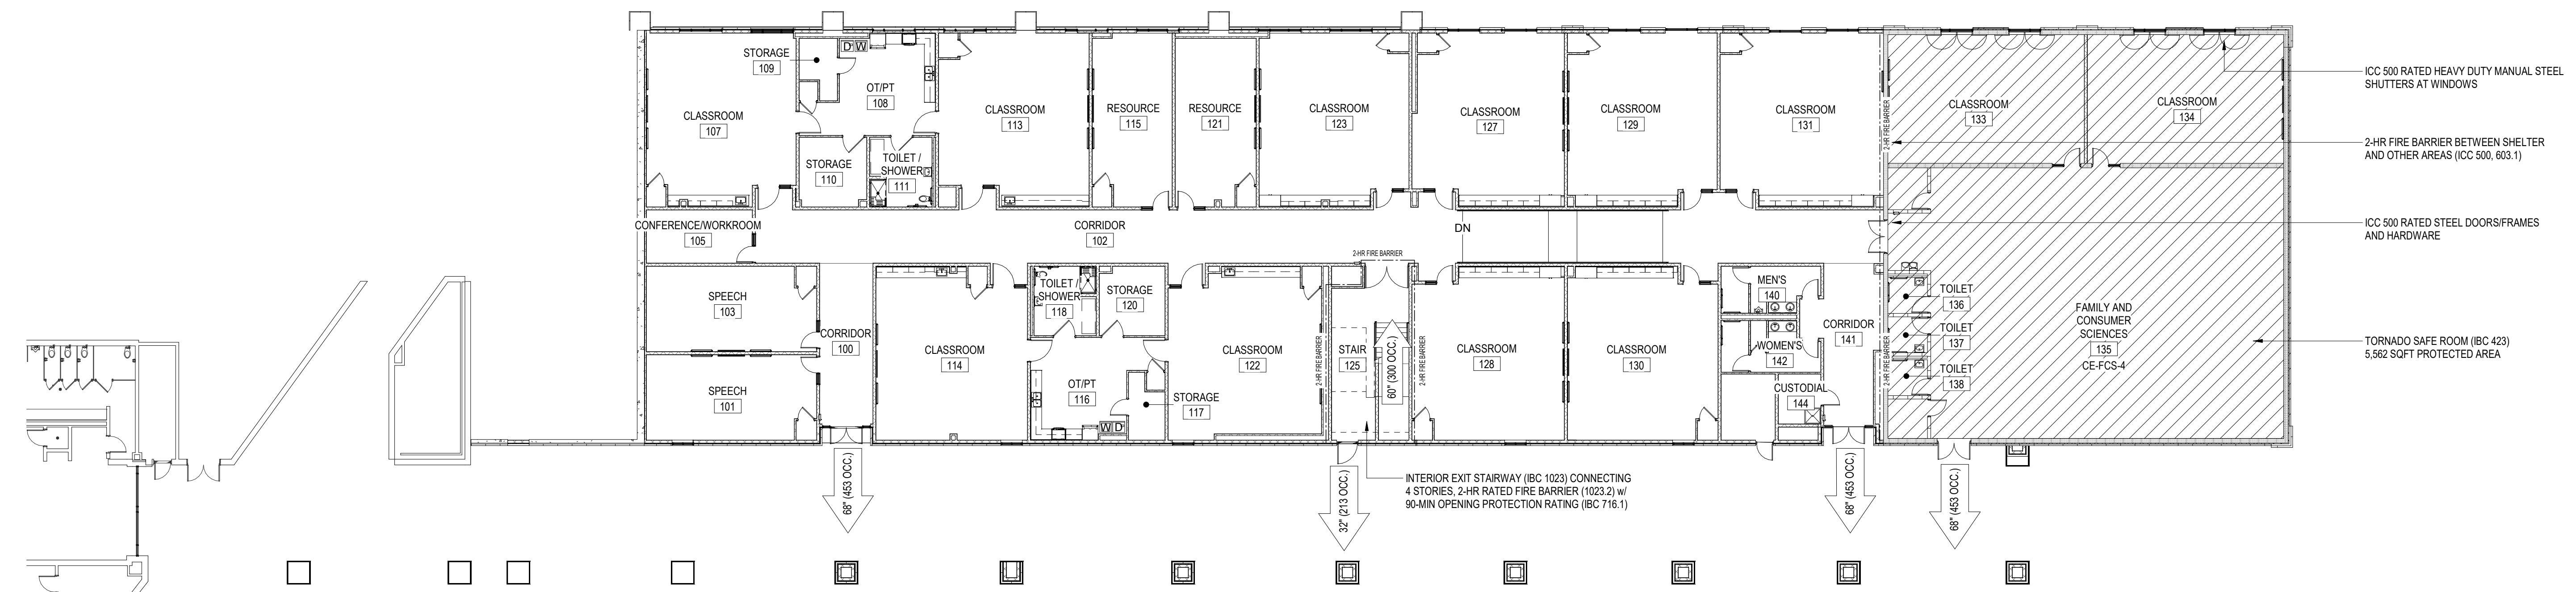 STORAGE
109
D W
OT/PT
108
CLASSROOM
107
STORAGE
110
TOILET /
SHOWER
111
CLASSROOM
113
RESOURCE
115
RESOURCE
121
CLASSROOM
123
CLASSROOM
127
CLASSROOM
129
CLASSROOM
131
2-HR FIRE BARRIER
CLASSROOM
133
CLASSROOM
134
ICC 500 RATED HEAVY DUTY MANUAL STEEL
SHUTTERS AT WINDOWS
2-HR FIRE BARRIER BETWEEN SHELTER
AND OTHER AREAS (ICC 500, 603.1)
ICC 500 RATED STEEL DOORS/FRAMES
AND HARDWARE
CONFERENCE/WORKROOM
105
CORRIDOR
102
DN
2-HR FIRE BARRIER
SPEECH
103
SPEECH
101
CORRIDOR
100
CLASSROOM
114
TOILET /
SHOWER
118
STORAGE
120
OT/PT
116
W D
STORAGE
117
CLASSROOM
122
2-HR FIRE BARRIER
STAIR
125
60" (300 OCC.)
2-HR FIRE BARRIER
CLASSROOM
128
CLASSROOM
130
MEN'S
140
WOMEN'S
142
CORRIDOR
141
CUSTODIAL
144
2-HR FIRE BARRIER
TOILET
136
TOILET
137
TOILET
138
FAMILY AND
CONSUMER
SCIENCES
135
CE-FCS-4
TORNADO SAFE ROOM (IBC 423)
5,562 SQFT PROTECTED AREA
68" (453 OCC.)
32" (213 OCC.)
INTERIOR EXIT STAIRWAY (IBC 1023) CONNECTING
4 STORIES, 2-HR RATED FIRE BARRIER (1023.2) w/
90-MIN OPENING PROTECTION RATING (IBC 716.1)
68" (453 OCC.)
68" (453 OCC.)